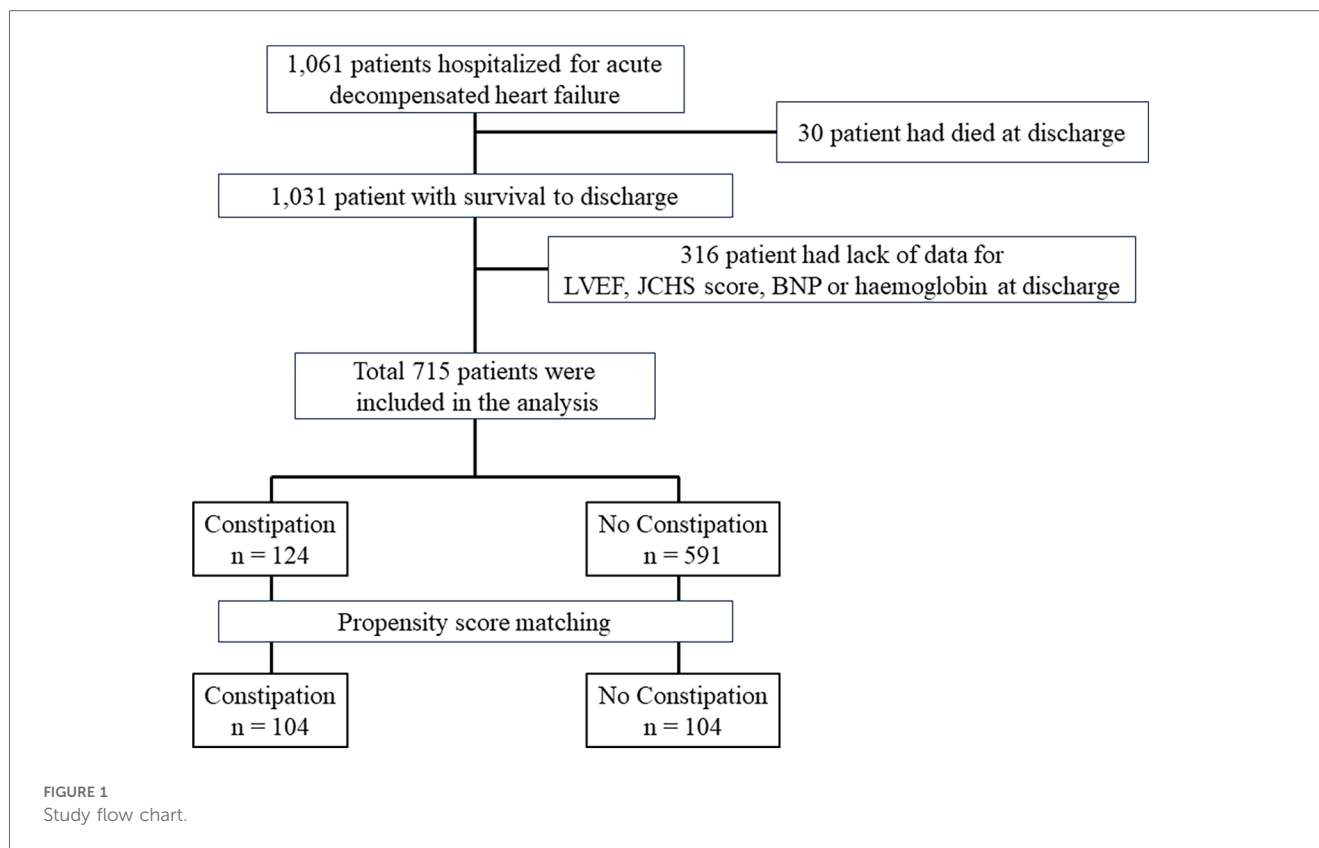 1,061 patients hospitalized for acute
decompensated heart failure
30 patient had died at discharge
1,031 patient with survival to discharge
316 patient had lack of data for
LVEF, JCHS score, BNP or haemoglobin at discharge
Total 715 patients were
included in the analysis
Constipation
n = 124
No Constipation
n = 591
Propensity score matching
Constipation
n = 104
No Constipation
n = 104
FIGURE 1
Study flow chart.